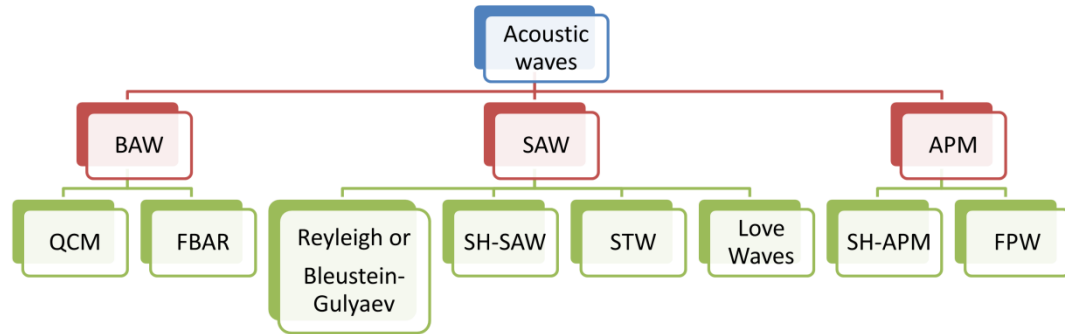 Acoustic
waves
BAW
SAW
APM
QCM
FBAR
Reyleigh or
Bleustein-
Gulyaev
SH-SAW
STW
Love
Waves
SH-APM
FPW